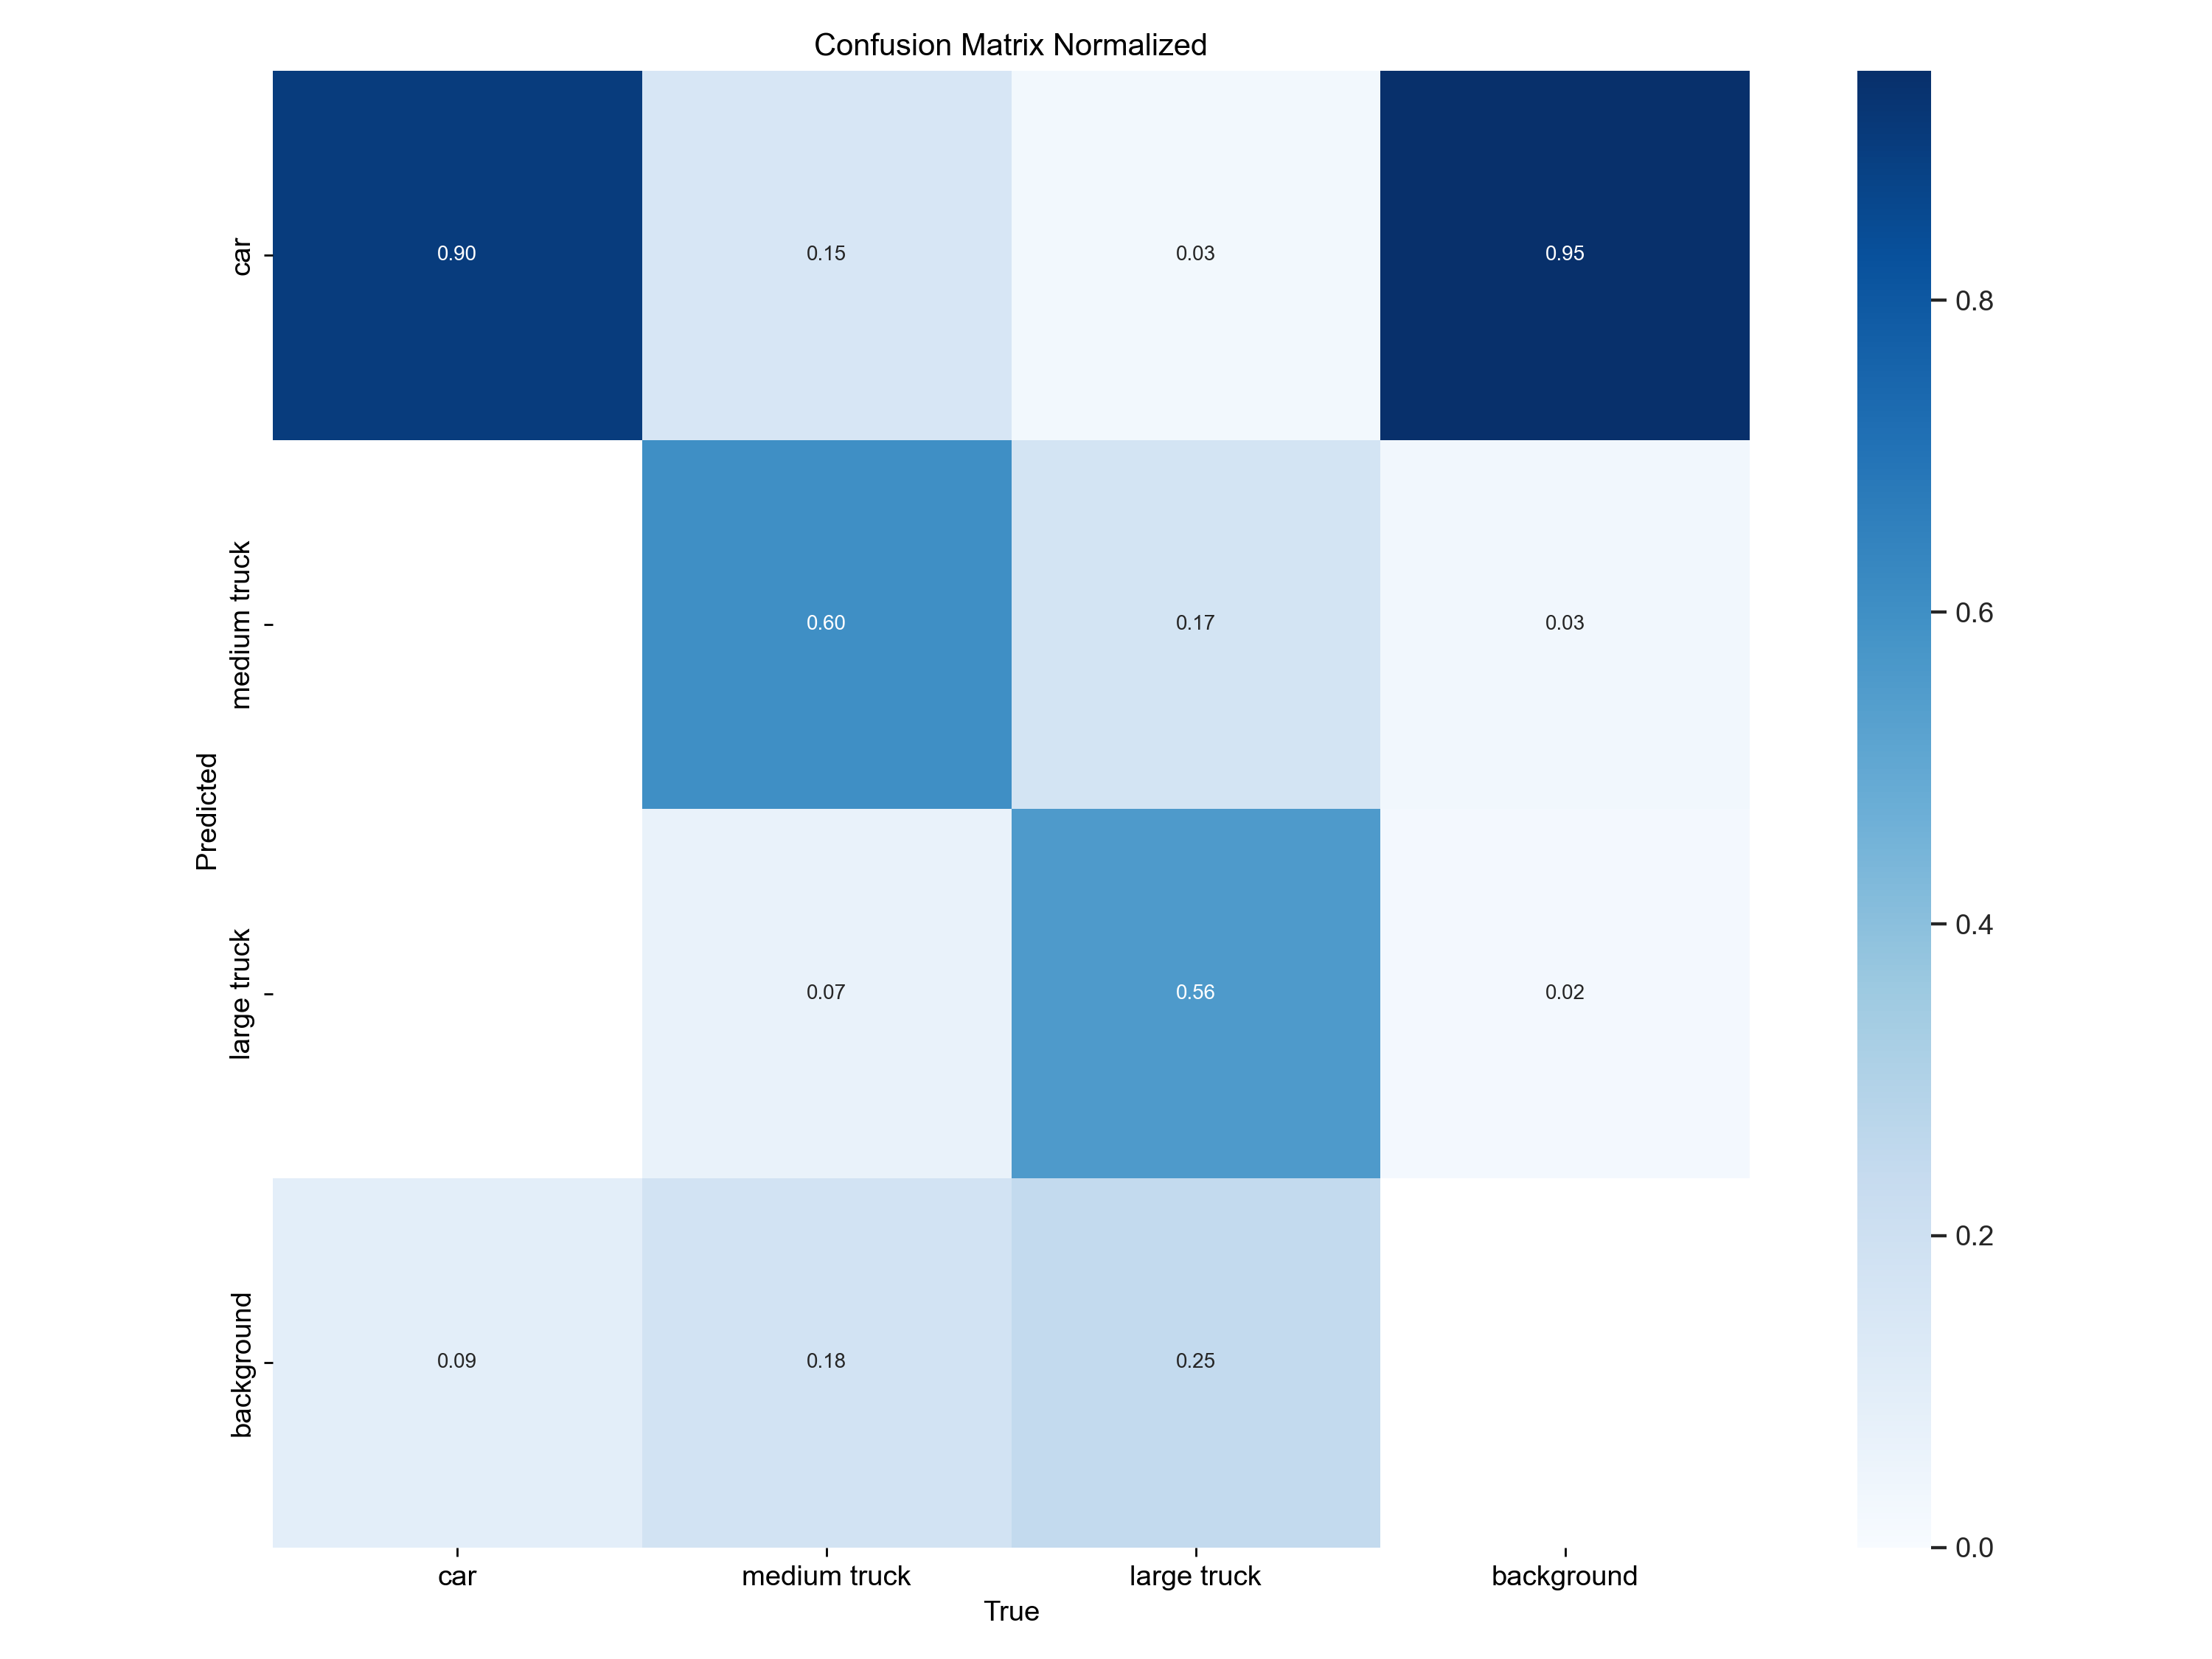 Confusion Matrix Normalized
car
0.90
0.15
0.03
0.95
0.8
medium truck
0.60
0.17
0.03
0.6
Predicted
large truck
0.07
0.56
0.02
0.4
background
0.09
0.18
0.25
0.2
0.0
car
medium truck
large truck
background
True